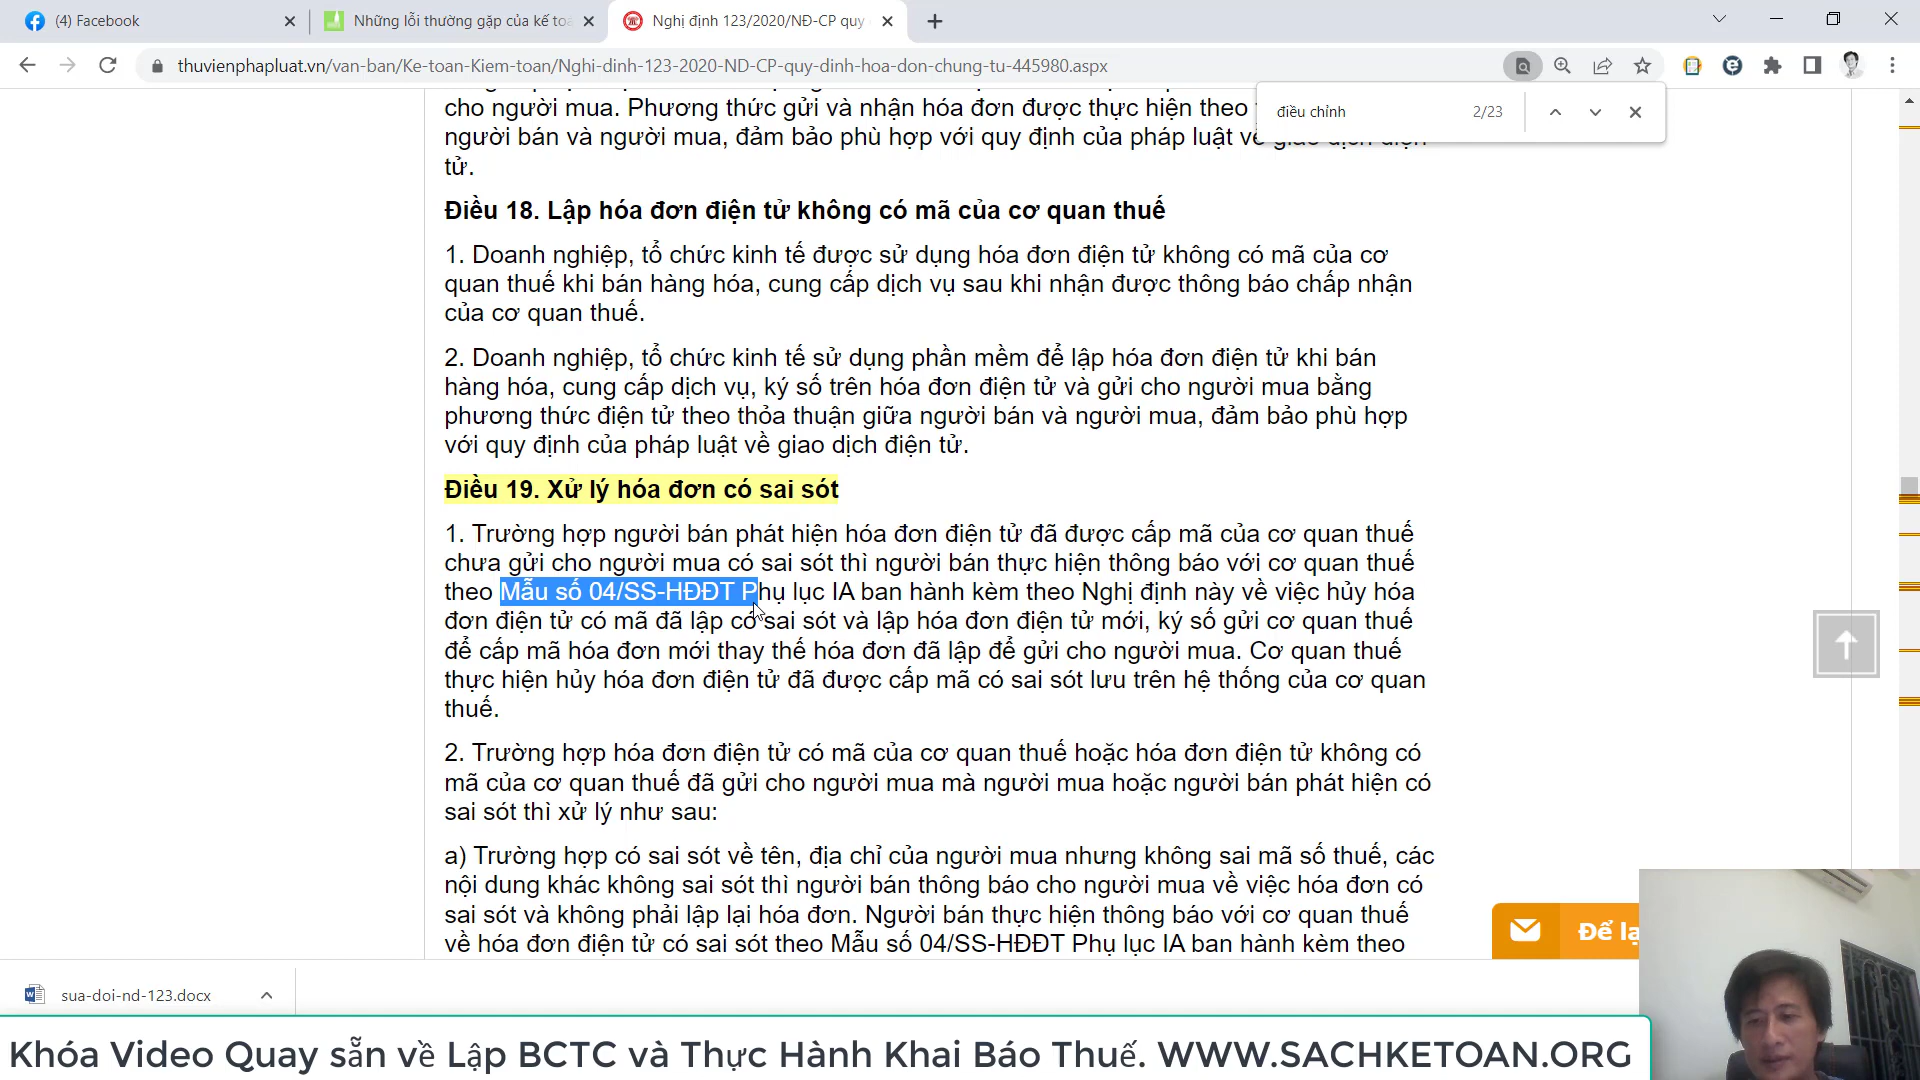 (4) Facebook
Những lỗi thường gặp của kế toá
Nghị định 123/2020/NĐ-CP quy
thuvienphapluat.vn/van-ban/Ke-toan-Kiem-toan/Nghi-dinh-123-2020-ND-CP-quy-dinh-hoa-don-chung-tu-445980.aspx
điều chỉnh 2/23
cho người mua. Phương thức gửi và nhận hóa đơn được thực hiện theo
người bán và người mua, đảm bảo phù hợp với quy định của pháp luật về giao dịch điện
tử.
Điều 18. Lập hóa đơn điện tử không có mã của cơ quan thuế
1. Doanh nghiệp, tổ chức kinh tế được sử dụng hóa đơn điện tử không có mã của cơ
quan thuế khi bán hàng hóa, cung cấp dịch vụ sau khi nhận được thông báo chấp nhận
của cơ quan thuế.
2. Doanh nghiệp, tổ chức kinh tế sử dụng phần mềm để lập hóa đơn điện tử khi bán
hàng hóa, cung cấp dịch vụ, ký số trên hóa đơn điện tử và gửi cho người mua bằng
phương thức điện tử theo thỏa thuận giữa người bán và người mua, đảm bảo phù hợp
với quy định của pháp luật về giao dịch điện tử.
Điều 19. Xử lý hóa đơn có sai sót
1. Trường hợp người bán phát hiện hóa đơn điện tử đã được cấp mã của cơ quan thuế
chưa gửi cho người mua có sai sót thì người bán thực hiện thông báo với cơ quan thuế
theo Mẫu số 04/SS-HĐĐT Phụ lục IA ban hành kèm theo Nghị định này về việc hủy hóa
đơn điện tử có mã đã lập có sai sót và lập hóa đơn điện tử mới, ký số gửi cơ quan thuế
để cấp mã hóa đơn mới thay thế hóa đơn đã lập để gửi cho người mua. Cơ quan thuế
thực hiện hủy hóa đơn điện tử đã được cấp mã có sai sót lưu trên hệ thống của cơ quan
thuế.
2. Trường hợp hóa đơn điện tử có mã của cơ quan thuế hoặc hóa đơn điện tử không có
mã của cơ quan thuế đã gửi cho người mua mà người mua hoặc người bán phát hiện có
sai sót thì xử lý như sau:
a) Trường hợp có sai sót về tên, địa chỉ của người mua nhưng không sai mã số thuế, các
nội dung khác không sai sót thì người bán thông báo cho người mua về việc hóa đơn có
sai sót và không phải lập lại hóa đơn. Người bán thực hiện thông báo với cơ quan thuế
về hóa đơn điện tử có sai sót theo Mẫu số 04/SS-HĐĐT Phụ lục IA ban hành kèm theo
Để lạ
sua-doi-nd-123.docx
Khóa Video Quay sẵn về Lập BCTC và Thực Hành Khai Báo Thuế. WWW.SACHKETOAN.ORG